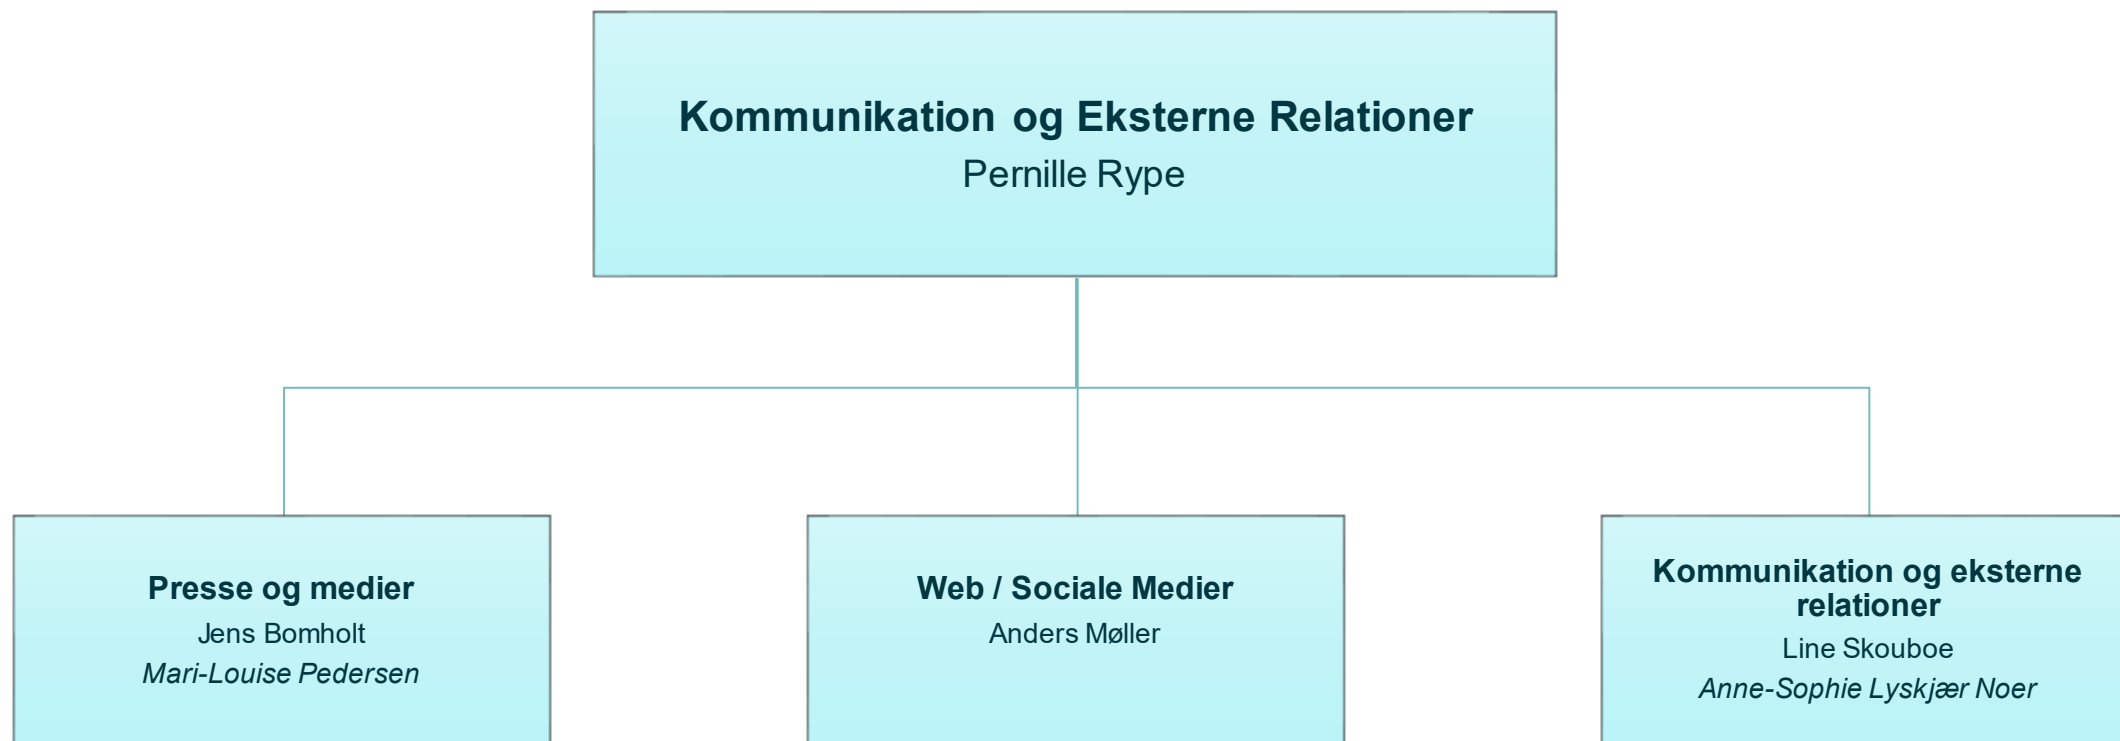 Kommunikation og Eksterne Relationer
Pernille Rype
Presse og medier
Jens Bomholt
Mari-Louise Pedersen
Web / Sociale Medier
Anders Møller
Kommunikation og eksterne
relationer
Line Skouboe
Anne-Sophie Lyskjær Noer